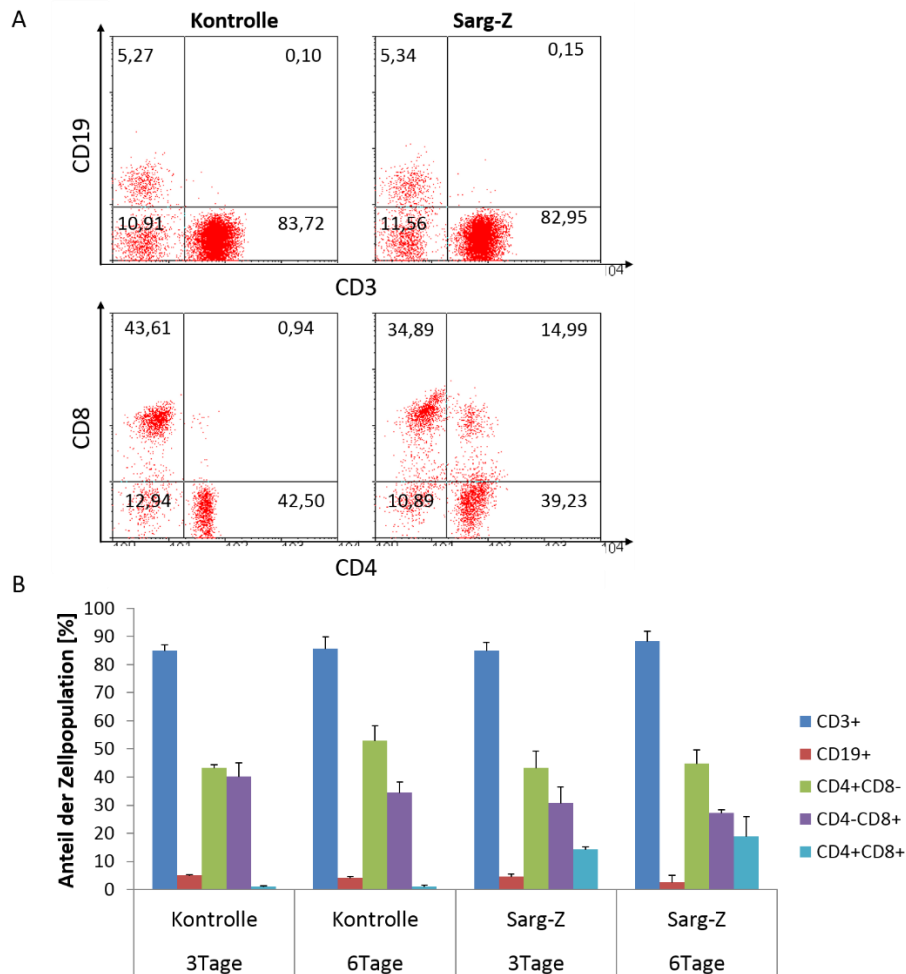 A
Kontrolle
Sarg-Z
5,27
0,10
10,91
83,72
5,34
0,15
11,56
82,95
CD19
10⁴
CD3
43,61
0,94
12,94
42,50
34,89
14,99
10,89
39,23
CD8
10⁴
CD4
B
100
90
80
70
60
50
40
30
20
10
0
Anteil der Zellpopulation [%]
CD3+
CD19+
CD4+CD8-
CD4-CD8+
CD4+CD8+
Kontrolle
Kontrolle
Sarg-Z
Sarg-Z
3Tage
6Tage
3Tage
6Tage